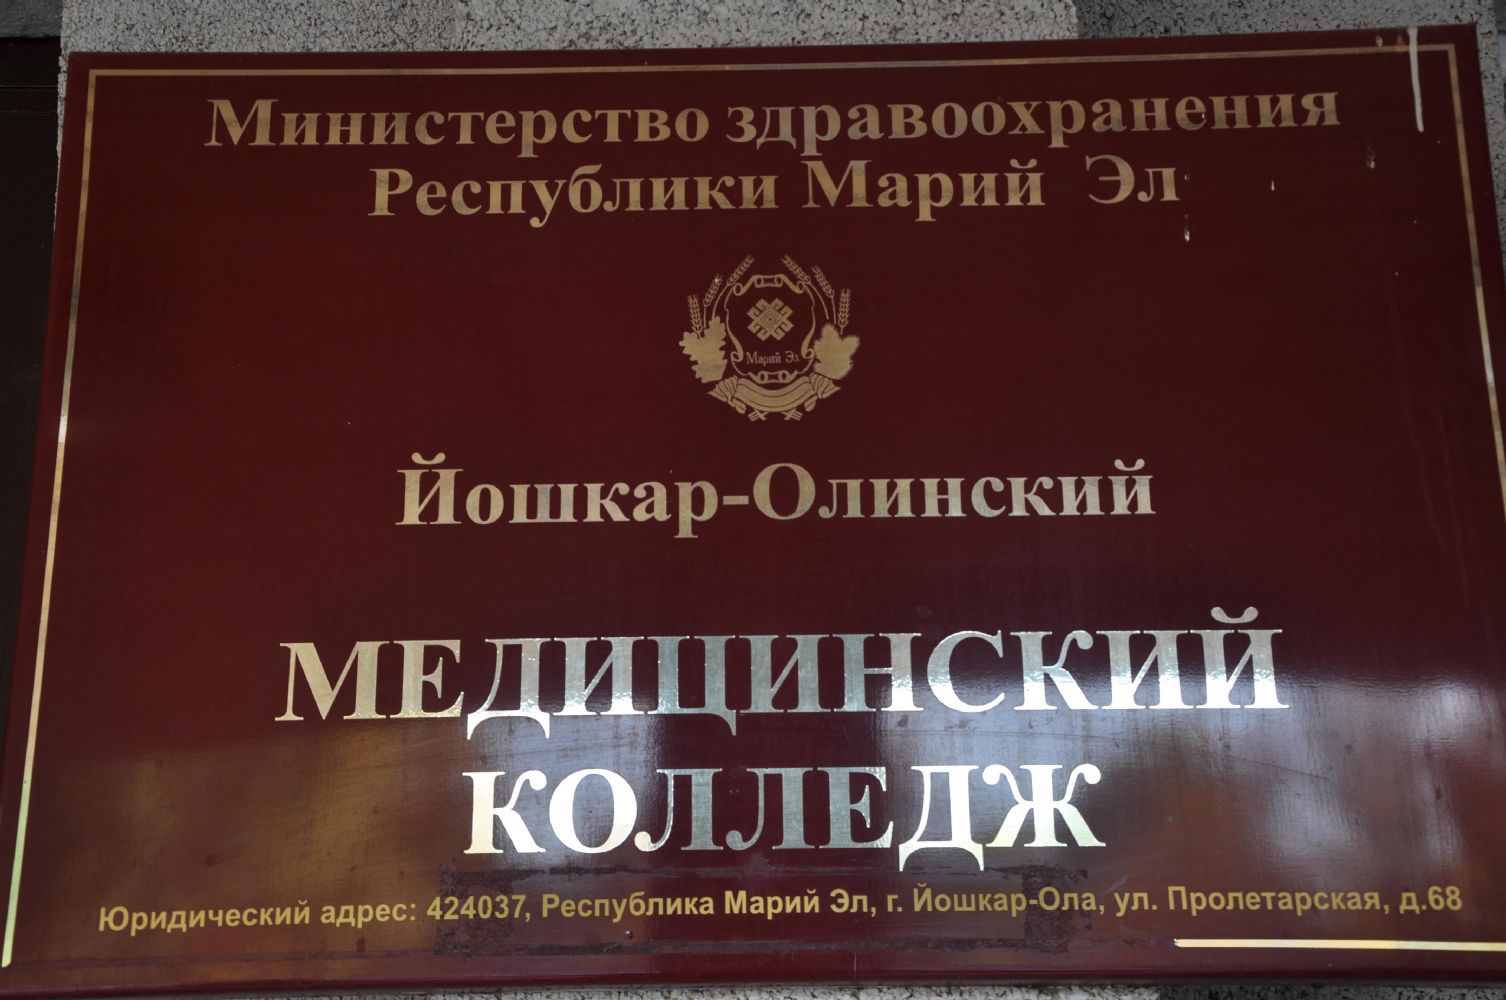 Министерство здравоохранения
Республики Марий Эл
Марий Эл
Йошкар-Олинский
МЕДИЦИНСКИЙ
КОЛЛЕДЖ
Юридический адрес: 424037, Республика Марий Эл, г. Йошкар-Ола, ул. Пролетарская, д.68